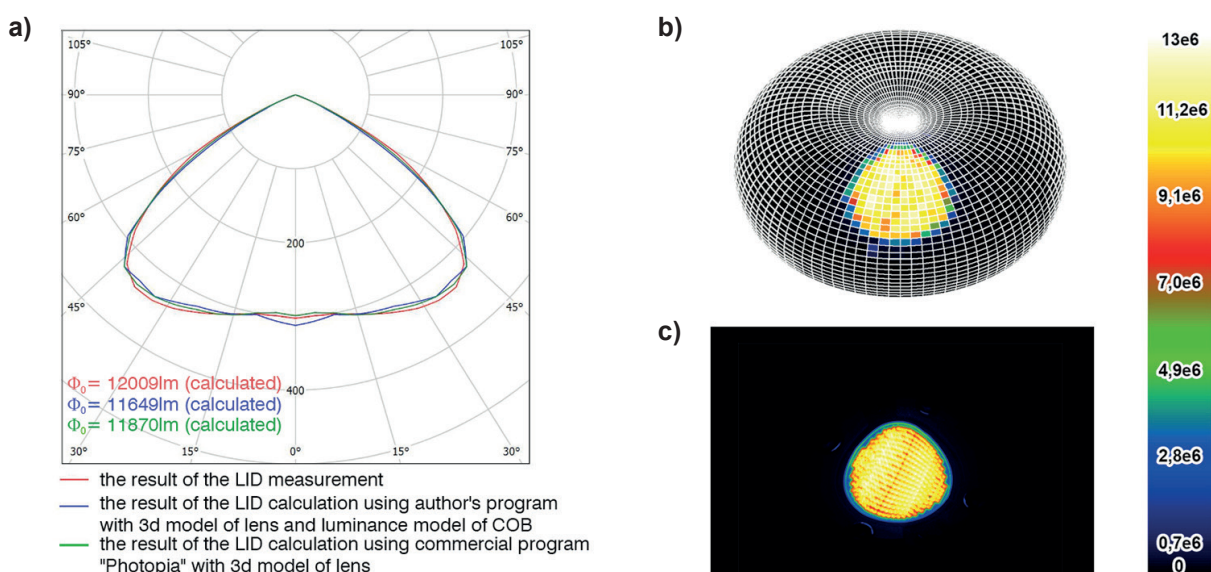 a)
105°
105°
90°
90°
75°
75°
60°
60°
200
45°
45°
400
Φ₀= 12009lm (calculated)
Φ₀= 11649lm (calculated)
Φ₀= 11870lm (calculated)
30°
15°
0°
15°
30°
the result of the LID measurement
the result of the LID calculation using author's program
with 3d model of lens and luminance model of COB
the result of the LID calculation using commercial program
"Photopia" with 3d model of lens
b)
c)
13e6
11,2e6
9,1e6
7,0e6
4,9e6
2,8e6
0,7e6
0